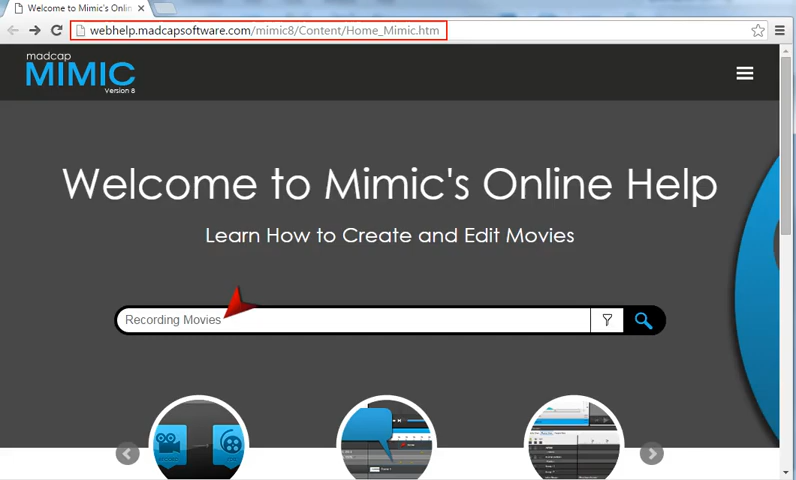 Welcome to Mimic's Onlin
webhelp.madcapsoftware.com/mimic8/Content/Home_Mimic.htm
madcap
MIMIC
Version 8
Welcome to Mimic's Online Help
Learn How to Create and Edit Movies
Recording Movies